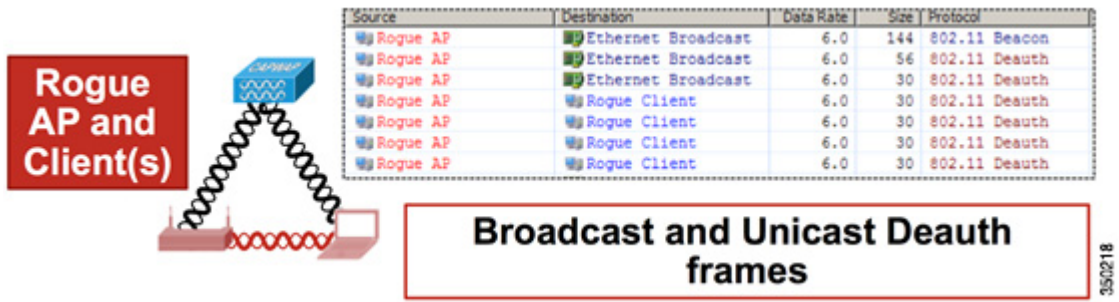 Source Destination Data Rate Size Protocol
Rogue AP Ethernet Broadcast 6.0 144 802.11 Beacon
Rogue AP Ethernet Broadcast 6.0 56 802.11 Deauth
Rogue AP Ethernet Broadcast 6.0 30 802.11 Deauth
Rogue AP Rogue Client 6.0 30 802.11 Deauth
Rogue AP Rogue Client 6.0 30 802.11 Deauth
Rogue AP Rogue Client 6.0 30 802.11 Deauth
Rogue AP Rogue Client 6.0 30 802.11 Deauth
Rogue
AP and
Client(s)
CAPWAP
Broadcast and Unicast Deauth
frames
350218